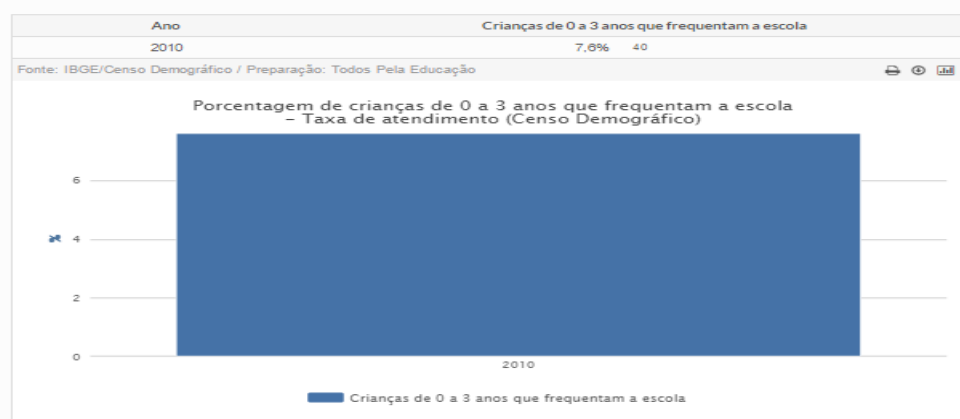 Ano Crianças de 0 a 3 anos que frequentam a escola
2010 7,6% 40
Fonte: IBGE/Censo Demográfico / Preparação: Todos Pela Educação
Porcentagem de crianças de 0 a 3 anos que frequentam a escola
– Taxa de atendimento (Censo Demográfico)
6
%
4
2
0
2010
Crianças de 0 a 3 anos que frequentam a escola